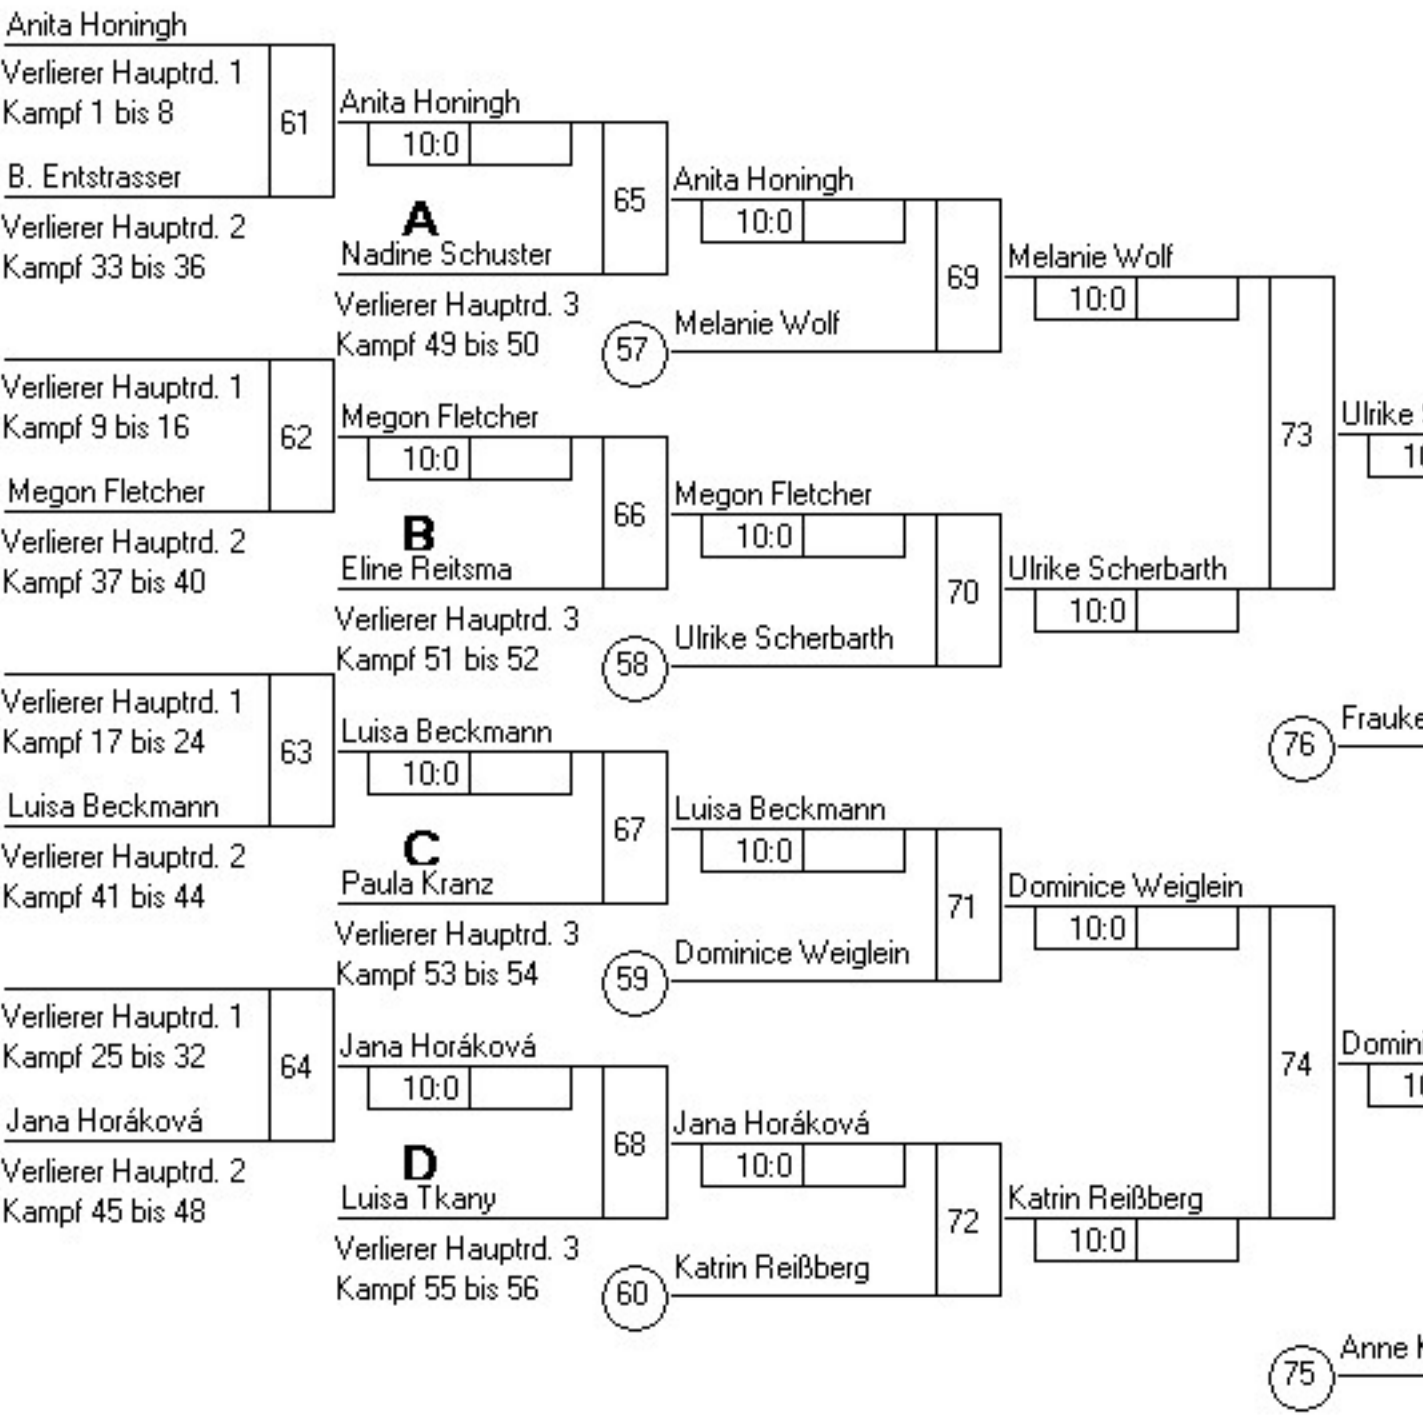 Anita Honingh
Verlierer Hauptrd. 1
Kampf 1 bis 8
61
B. Entstrasser
Verlierer Hauptrd. 2
Kampf 33 bis 36
Anita Honingh
10:0
A
65
Nadine Schuster
Verlierer Hauptrd. 3
Kampf 49 bis 50
Anita Honingh
10:0
69
57
Melanie Wolf
Melanie Wolf
10:0
Verlierer Hauptrd. 1
Kampf 9 bis 16
62
Megon Fletcher
Verlierer Hauptrd. 2
Kampf 37 bis 40
Megon Fletcher
10:0
B
66
Eline Reitsma
Verlierer Hauptrd. 3
Kampf 51 bis 52
Megon Fletcher
10:0
70
58
Ulrike Scherbarth
Ulrike Scherbarth
10:0
73
Ulrike
Verlierer Hauptrd. 1
Kampf 17 bis 24
63
Luisa Beckmann
Verlierer Hauptrd. 2
Kampf 41 bis 44
Luisa Beckmann
10:0
C
67
Paula Kranz
Verlierer Hauptrd. 3
Kampf 53 bis 54
Luisa Beckmann
10:0
71
59
Dominice Weiglein
Dominice Weiglein
10:0
76
Frauke
Verlierer Hauptrd. 1
Kampf 25 bis 32
64
Jana Horáková
Verlierer Hauptrd. 2
Kampf 45 bis 48
Jana Horáková
10:0
D
68
Luisa Tkany
Verlierer Hauptrd. 3
Kampf 55 bis 56
Jana Horáková
10:0
72
60
Katrin Reißberg
Katrin Reißberg
10:0
74
75
Anne